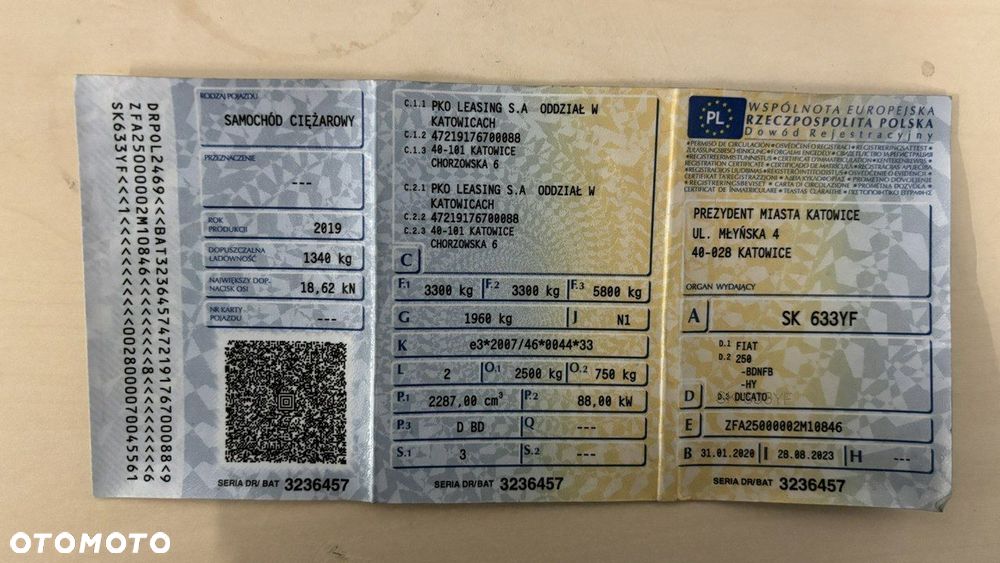 DRPOL2469<<BAT323645747219176700088<9
ZFA25000002M10846<<<<<<<<8<<<<<<<<<6
SK633YF<<<1<<<<<<<<<<0028000070045561
RODZAJ POJAZDU
SAMOCHÓD CIĘŻAROWY
PRZEZNACZENIE
---
ROK PRODUKCJI 2019
DOPUSZCZALNA ŁADOWNOŚĆ 1340 kg
NAJWIĘKSZY DOP. NACISK OSI 18,62 kN
NR KARTY POJAZDU ---
SERIA DR/BAT 3236457
C.1.1 PKO LEASING S.A ODDZIAŁ W
KATOWICACH
C.1.2 47219176700088
C.1.3 40-101 KATOWICE
CHORZOWSKA 6
C.2.1 PKO LEASING S.A ODDZIAŁ W
KATOWICACH
C.2.2 47219176700088
C.2.3 40-101 KATOWICE
CHORZOWSKA 6
C
F.1 3300 kg F.2 3300 kg F.3 5800 kg
G 1960 kg J N1
K e3*2007/46*0044*33
L 2 O.1 2500 kg O.2 750 kg
P.1 2287,00 cm³ P.2 88,00 kW
P.3 D BD Q ---
S.1 3 S.2 ---
SERIA DR/BAT 3236457
PL
WSPÓLNOTA EUROPEJSKA
RZECZPOSPOLITA POLSKA
Dowód Rejestracyjny
PREZYDENT MIASTA KATOWICE
UL. MŁYŃSKA 4
40-028 KATOWICE
ORGAN WYDAJĄCY
A SK 633YF
D.1 FIAT
D.2 250
-BDNFB
-HY
D D.3 DUCATO
E ZFA25000002M10846
B 31.01.2020 I 28.08.2023 H ---
SERIA DR/BAT 3236457
OTOMOTO